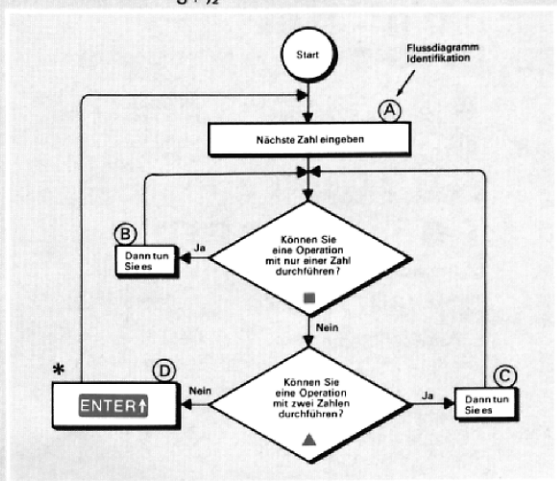 Start
Flussdiagramm
Identifikation
A
Nächste Zahl eingeben
B
Ja
Dann tun
Sie es
Können Sie
eine Operation
mit nur einer Zahl
durchführen?
Nein
*
D
ENTER↑
Nein
Können Sie
eine Operation
mit zwei Zahlen
durchführen?
Ja
C
Dann tun
Sie es